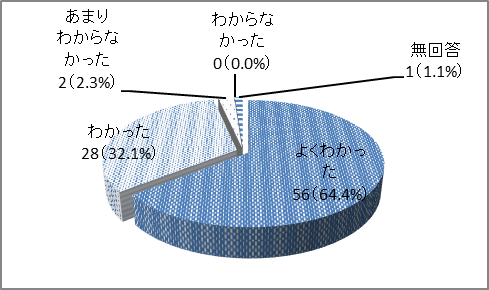 あまり
わからな
かった
2（2.3%）
わからな
かった
0（0.0%）
無回答
1（1.1%）
わかった
28（32.1%）
よくわかっ
た
56（64.4%）